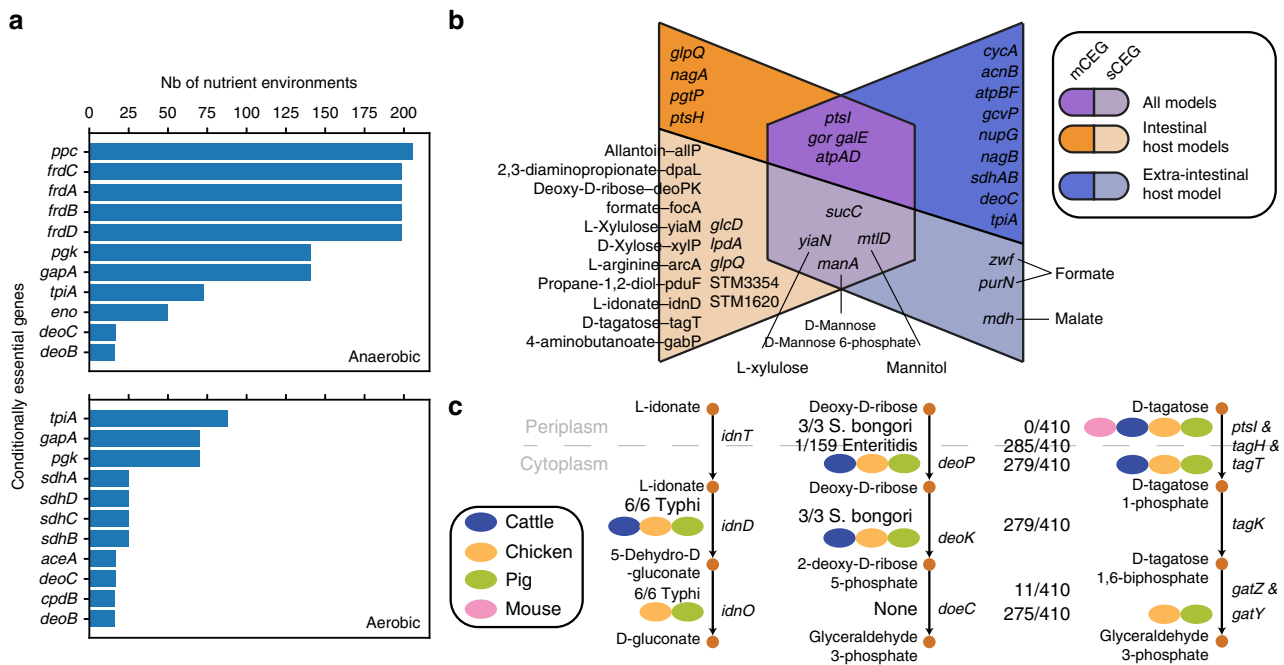 a
Nb of nutrient environments
0 25 50 75 100 125 150 175 200
Conditionally essential genes
ppc
frdC
frdA
frdB
frdD
pgk
gapA
tpiA
eno
deoC
deoB
Anaerobic
tpiA
gapA
pgk
sdhA
sdhD
sdhC
sdhB
aceA
deoC
cpdB
deoB
Aerobic
b
glpQ
nagA
pgtP
ptsH
Allantoin–allP
2,3-diaminopropionate–dpaL
Deoxy-D-ribose–deoPK
formate–focA
L-Xylulose–yiaM
D-Xylose–xylP
L-arginine–arcA
Propane-1,2-diol–pduF
L-idonate–idnD
D-tagatose–tagT
4-aminobutanoate–gabP
glcD
lpdA
glpQ
STM3354
STM1620
ptsI
gor galE
atpAD
sucC
yiaN
mtlD
manA
D-Mannose
D-Mannose 6-phosphate
L-xylulose
Mannitol
cycA
acnB
atpBF
gcvP
nupG
nagB
sdhAB
deoC
tpiA
zwf
purN
mdh
Formate
Malate
mCEG
sCEG
All models
Intestinal
host models
Extra-intestinal
host model
c
Periplasm
Cytoplasm
Cattle
Chicken
Pig
Mouse
L-idonate
idnT
L-idonate
6/6 Typhi
idnD
5-Dehydro-D
-gluconate
6/6 Typhi
idnO
D-gluconate
Deoxy-D-ribose
3/3 S. bongori
1/159 Enteritidis
deoP
Deoxy-D-ribose
3/3 S. bongori
deoK
2-deoxy-D-ribose
5-phosphate
None
doeC
Glyceraldehyde
3-phosphate
D-tagatose
0/410
ptsI &
285/410
tagH &
279/410
tagT
D-tagatose
1-phosphate
279/410
tagK
D-tagatose
1,6-biphosphate
11/410
gatZ &
275/410
gatY
Glyceraldehyde
3-phosphate